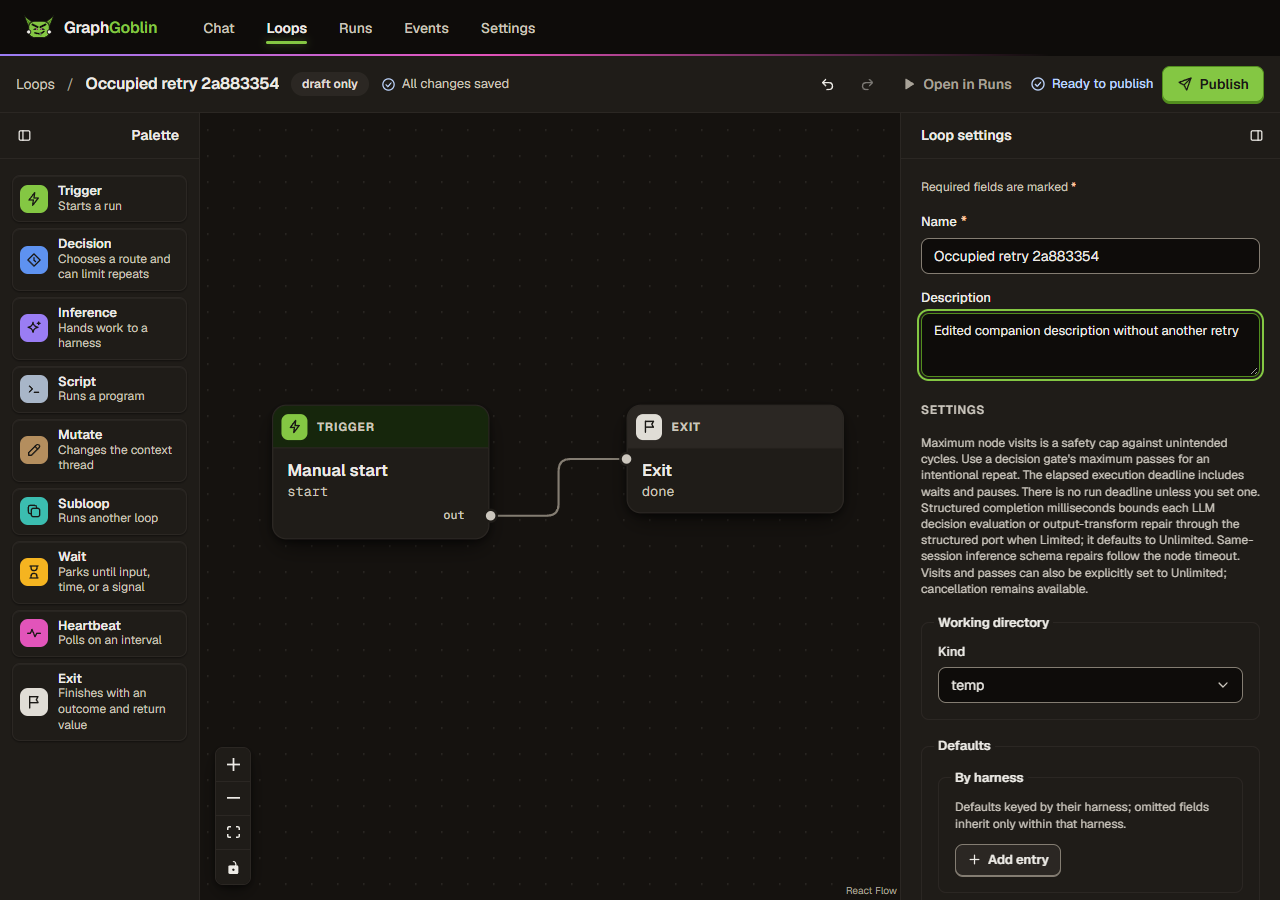 GraphGoblin
Chat
Loops
Runs
Events
Settings
Loops / Occupied retry 2a883354
draft only
All changes saved
Open in Runs
Ready to publish
Publish
Palette
Trigger
Starts a run
Decision
Chooses a route and
can limit repeats
Inference
Hands work to a
harness
Script
Runs a program
Mutate
Changes the context
thread
Subloop
Runs another loop
Wait
Parks until input,
time, or a signal
Heartbeat
Polls on an interval
Exit
Finishes with an
outcome and return
value
TRIGGER
Manual start
start
out
EXIT
Exit
done
React Flow
Loop settings
Required fields are marked *
Name *
Occupied retry 2a883354
Description
Edited companion description without another retry
SETTINGS
Maximum node visits is a safety cap against unintended
cycles. Use a decision gate's maximum passes for an
intentional repeat. The elapsed execution deadline includes
waits and pauses. There is no run deadline unless you set one.
Structured completion milliseconds bounds each LLM
decision evaluation or output-transform repair through the
structured port when Limited; it defaults to Unlimited. Same-
session inference schema repairs follow the node timeout.
Visits and passes can also be explicitly set to Unlimited;
cancellation remains available.
Working directory
Kind
temp
Defaults
By harness
Defaults keyed by their harness; omitted fields
inherit only within that harness.
Add entry